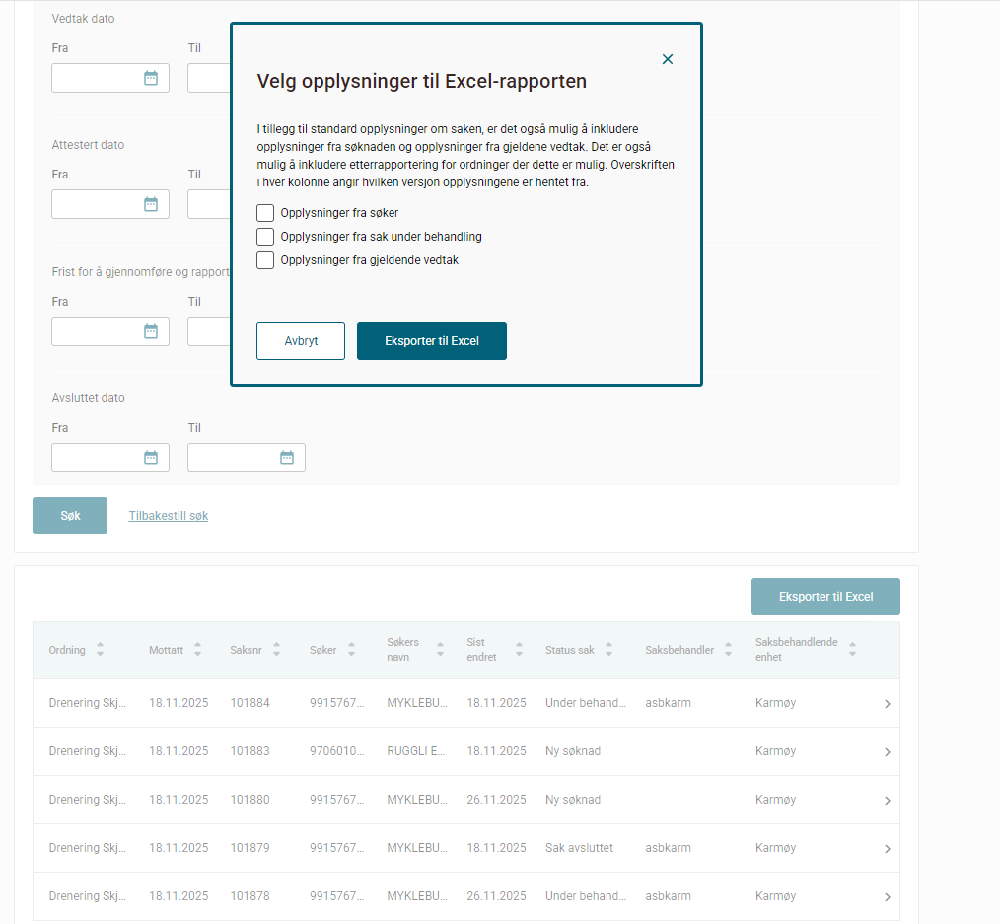 Vedtak dato
Fra
Til
Velg opplysninger til Excel-rapporten
I tillegg til standard opplysninger om saken, er det også mulig å inkludere
opplysninger fra søknaden og opplysninger fra gjeldene vedtak. Det er også
mulig å inkludere etterrapportering for ordninger der dette er mulig. Overskriften
i hver kolonne angir hvilken versjon opplysningene er hentet fra.
Opplysninger fra søker
Opplysninger fra sak under behandling
Opplysninger fra gjeldende vedtak
Avbryt
Eksporter til Excel
Attestert dato
Fra
Til
Frist for å gjennomføre og rapport
Fra
Til
Avsluttet dato
Fra
Til
Søk
Tilbakestill søk
Eksporter til Excel
Ordning Mottatt Saksnr Søker Søkers navn Sist endret Status sak Saksbehandler Saksbehandlende enhet
Drenering Skj... 18.11.2025 101884 9915767... MYKLEBU... 18.11.2025 Under behand... asbkarm Karmøy
Drenering Skj... 18.11.2025 101883 9706010... RUGGLI E... 18.11.2025 Ny søknad Karmøy
Drenering Skj... 18.11.2025 101880 9915767... MYKLEBU... 26.11.2025 Ny søknad Karmøy
Drenering Skj... 18.11.2025 101879 9915767... MYKLEBU... 18.11.2025 Sak avsluttet asbkarm Karmøy
Drenering Skj... 18.11.2025 101878 9915767... MYKLEBU... 26.11.2025 Under behand... asbkarm Karmøy